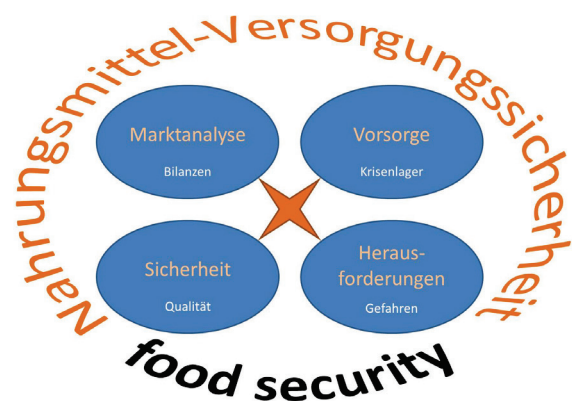 Nahrungsmittel-Versorgungssicherheit
Marktanalyse
Bilanzen
Vorsorge
Krisenlager
Sicherheit
Qualität
Heraus-
forderungen
Gefahren
food security